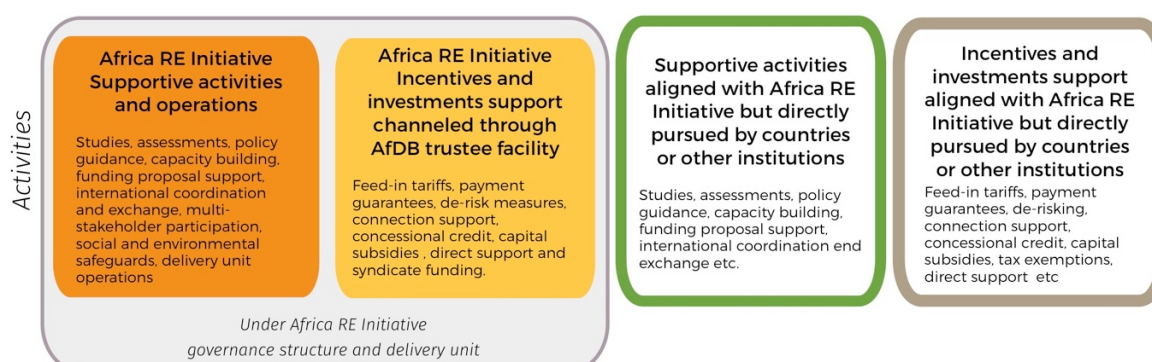 Activities
Africa RE Initiative
Supportive activities
and operations
Studies, assessments, policy
guidance, capacity building,
funding proposal support,
international coordination
and exchange, multi-
stakeholder participation,
social and environmental
safeguards, delivery unit
operations
Africa RE Initiative
Incentives and
investments support
channeled through
AfDB trustee facility
Feed-in tariffs, payment
guarantees, de-risk measures,
connection support,
concessional credit, capital
subsidies , direct support and
syndicate funding.
Under Africa RE Initiative
governance structure and delivery unit
Supportive activities
aligned with Africa RE
Initiative but directly
pursued by countries
or other institutions
Studies, assessments, policy
guidance, capacity building,
funding proposal support,
international coordination end
exchange etc.
Incentives and
investments support
aligned with Africa RE
Initiative but directly
pursued by countries
or other institutions
Feed-in tariffs, payment
guarantees, de-risking,
connection support,
concessional credit, capital
subsidies, tax exemptions,
direct support  etc